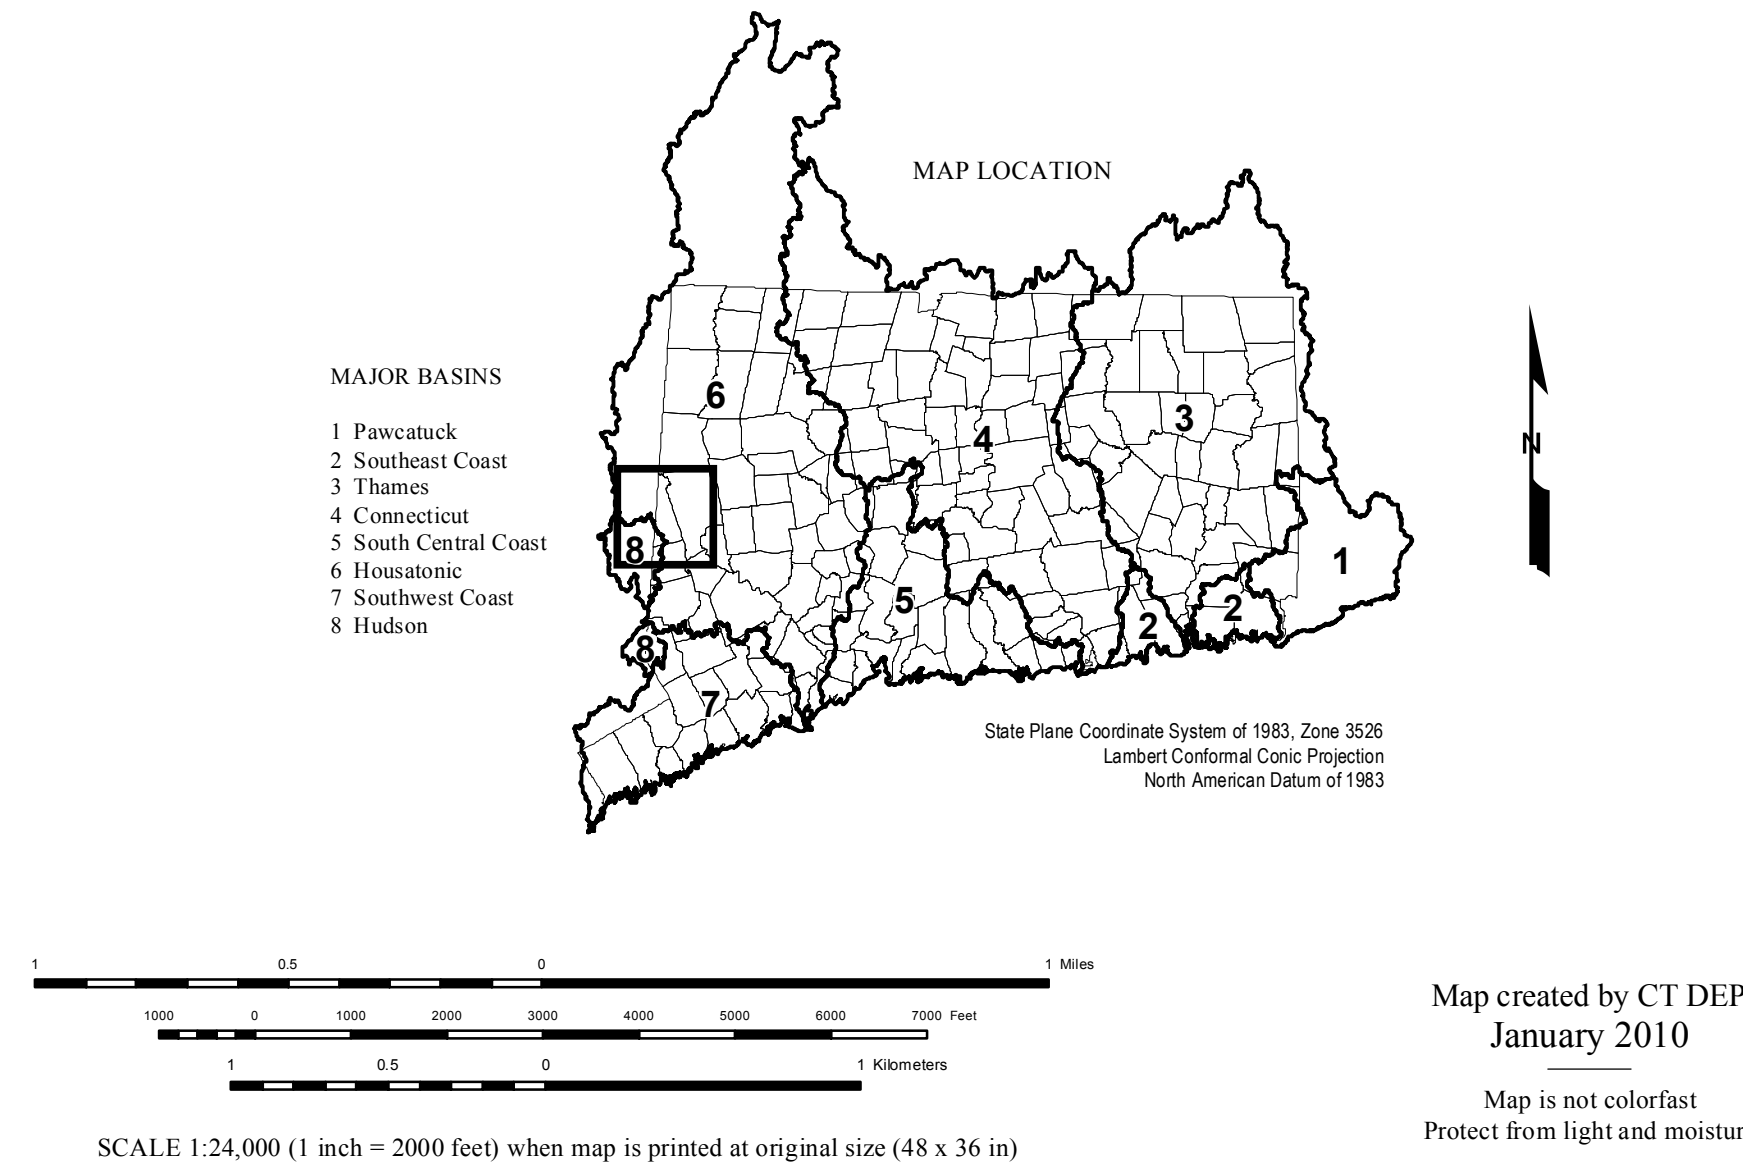 MAP LOCATION
MAJOR BASINS
1 Pawcatuck
2 Southeast Coast
3 Thames
4 Connecticut
5 South Central Coast
6 Housatonic
7 Southwest Coast
8 Hudson
6
3
4
8
1
5
2
2
8
7
N
State Plane Coordinate System of 1983, Zone 3526
Lambert Conformal Conic Projection
North American Datum of 1983
1 0.5 0 1 Miles
1000 0 1000 2000 3000 4000 5000 6000 7000 Feet
1 0.5 0 1 Kilometers
SCALE 1:24,000 (1 inch = 2000 feet) when map is printed at original size (48 x 36 in)
Map created by CT DEP
January 2010
Map is not colorfast
Protect from light and moistur